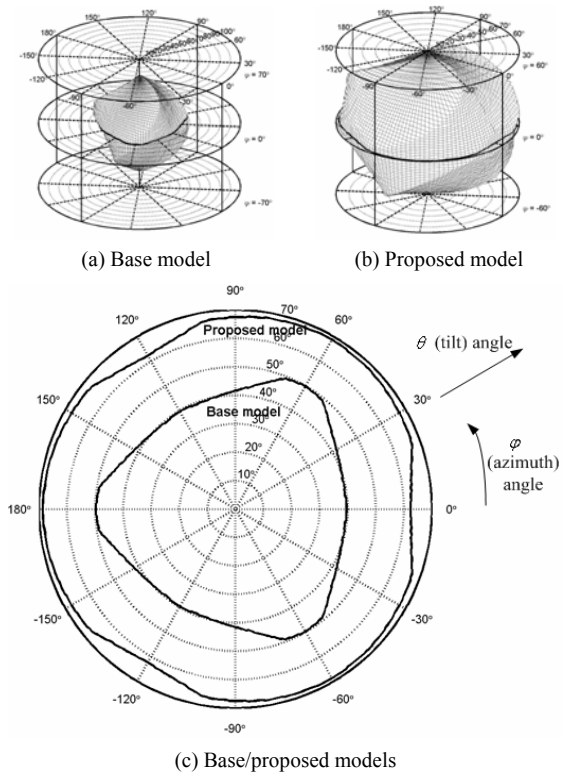 120°
90°
60°
30°
0°
180°
-150°
-120°
-90°
-60°
-30°
φ = 70°
φ = 0°
φ = -70°
(a) Base model
120°
90°
60°
30°
0°
180°
-150°
-120°
-90°
-60°
-30°
φ = 60°
φ = 0°
φ = -60°
(b) Proposed model
90°
120°
70°
60°
Proposed model
60°
50°
θ (tilt) angle
150°
40°
Base model
30°
30°
20°
φ
(azimuth)
angle
10°
180°
0°
-150°
-30°
-120°
-60°
-90°
(c) Base/proposed models